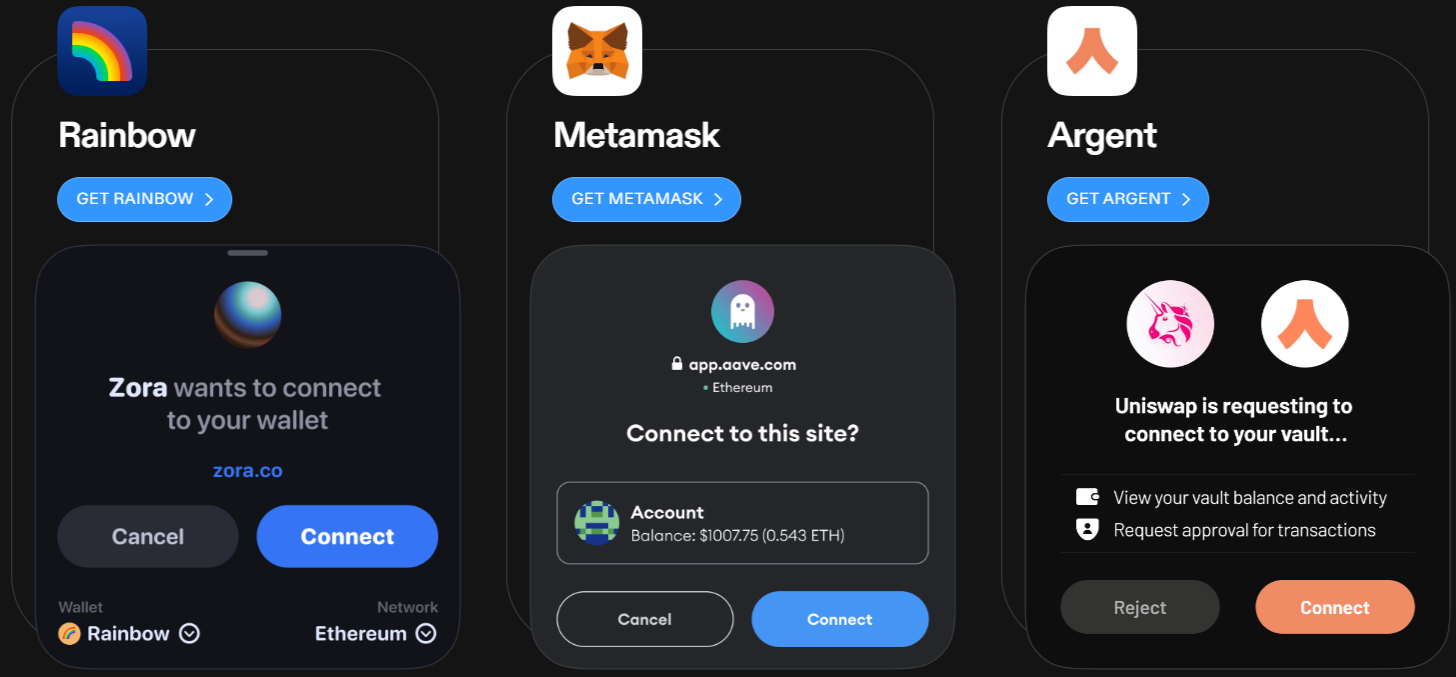 Rainbow
GET RAINBOW
Zora wants to connect
to your wallet
zora.co
Cancel
Connect
Wallet
Network
Rainbow
Ethereum
Metamask
GET METAMASK
app.aave.com
Ethereum
Connect to this site?
Account
Balance: $1007.75 (0.543 ETH)
Cancel
Connect
Argent
GET ARGENT
Uniswap is requesting to
connect to your vault...
View your vault balance and activity
Request approval for transactions
Reject
Connect